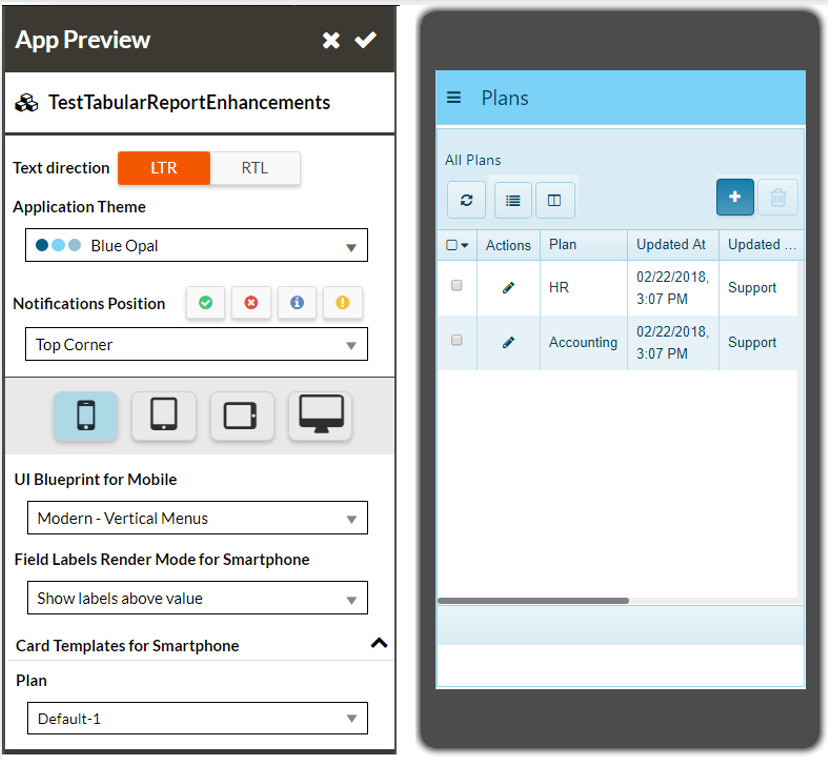 App Preview
TestTabularReportEnhancements
Text direction LTR RTL
Application Theme
Blue Opal
Notifications Position
Top Corner
UI Blueprint for Mobile
Modern - Vertical Menus
Field Labels Render Mode for Smartphone
Show labels above value
Card Templates for Smartphone
Plan
Default-1
Plans
All Plans
Actions Plan Updated At Updated ...
HR 02/22/2018, Support
3:07 PM
Accounting 02/22/2018, Support
3:07 PM